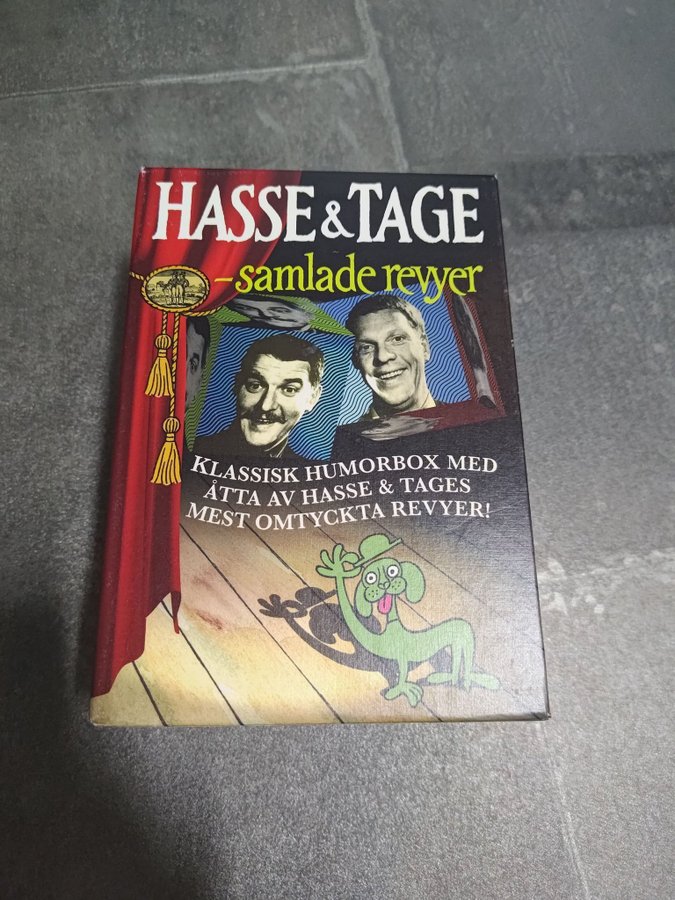 HASSE & TAGE
–samlade revyer
KLASSISK HUMORBOX MED
ÅTTA AV HASSE & TAGES
MEST OMTYCKTA REVYER!